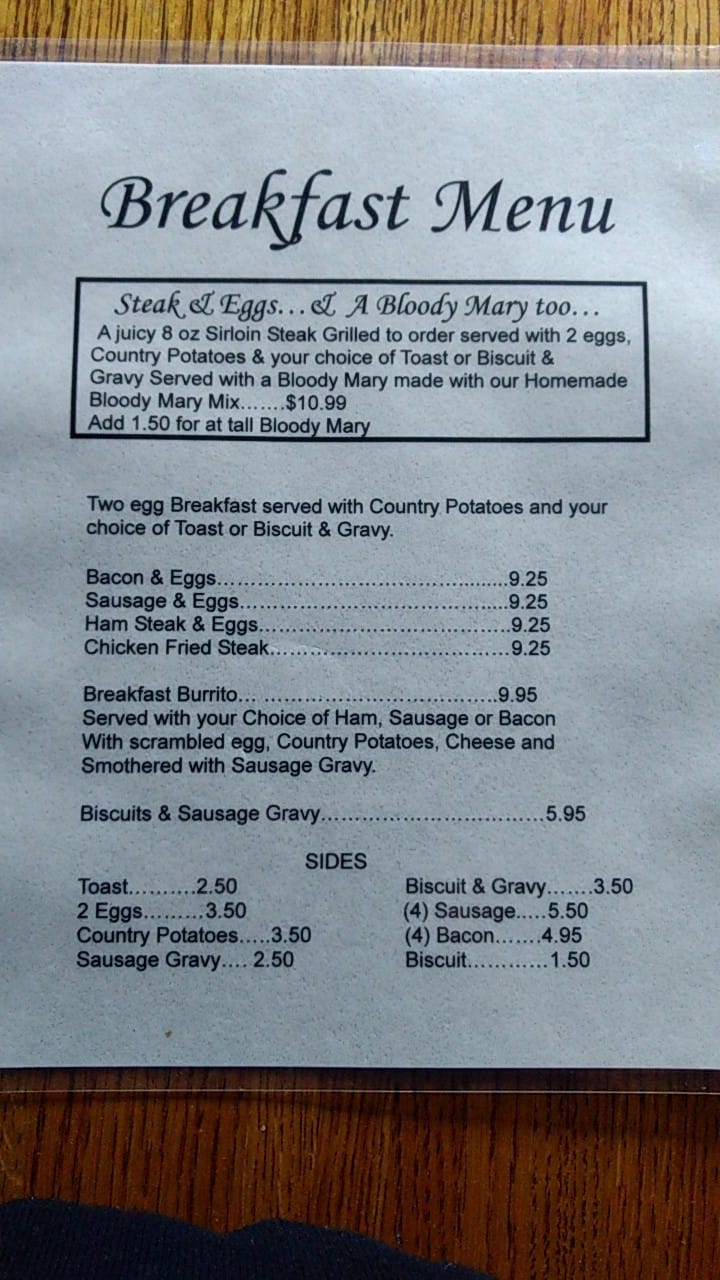 Breakfast Menu
Steak & Eggs...& A Bloody Mary too...
A juicy 8 oz Sirloin Steak Grilled to order served with 2 eggs,
Country Potatoes & your choice of Toast or Biscuit &
Gravy Served with a Bloody Mary made with our Homemade
Bloody Mary Mix.......$10.99
Add 1.50 for at tall Bloody Mary
Two egg Breakfast served with Country Potatoes and your
choice of Toast or Biscuit & Gravy.
Bacon & Eggs................................................9.25
Sausage & Eggs............................................9.25
Ham Steak & Eggs.........................................9.25
Chicken Fried Steak.......................................9.25
Breakfast Burrito... ......................................9.95
Served with your Choice of Ham, Sausage or Bacon
With scrambled egg, Country Potatoes, Cheese and
Smothered with Sausage Gravy.
Biscuits & Sausage Gravy....................................5.95
SIDES
Toast..........2.50 Biscuit & Gravy.......3.50
2 Eggs.........3.50 (4) Sausage.....5.50
Country Potatoes.....3.50 (4) Bacon.......4.95
Sausage Gravy.... 2.50 Biscuit............1.50